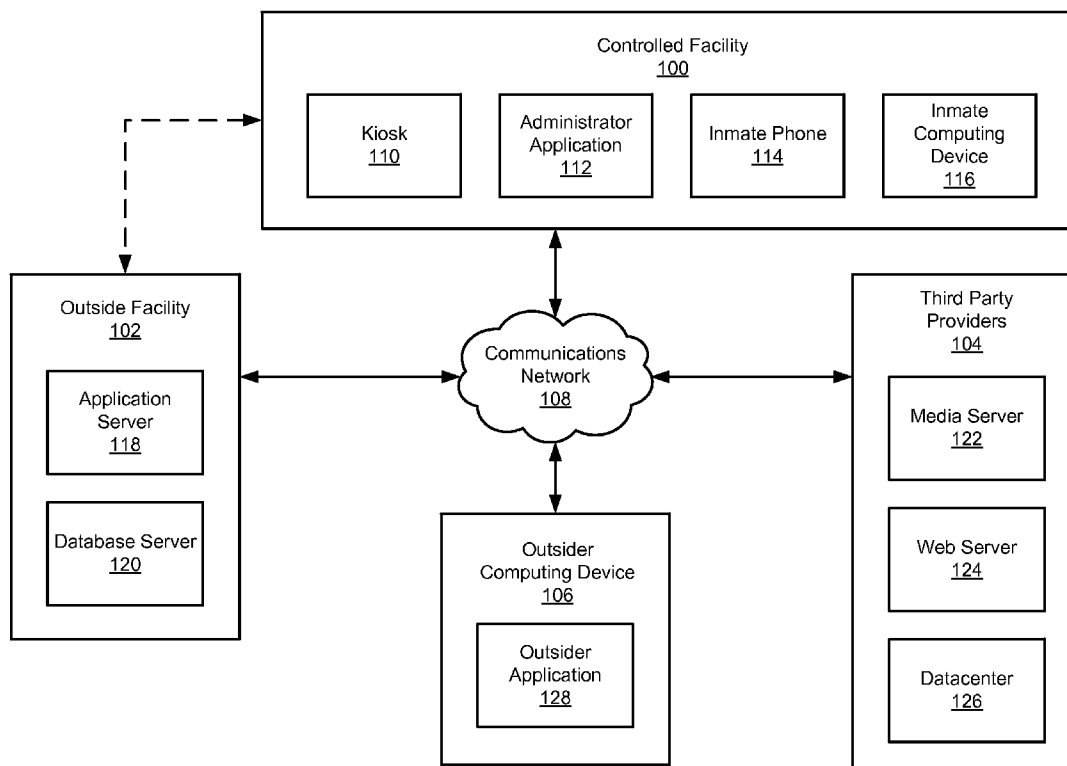 Controlled Facility
100
Kiosk
110
Administrator
Application
112
Inmate Phone
114
Inmate
Computing
Device
116
Outside Facility
102
Application
Server
118
Database Server
120
Communications
Network
108
Third Party
Providers
104
Media Server
122
Web Server
124
Datacenter
126
Outsider
Computing Device
106
Outsider
Application
128